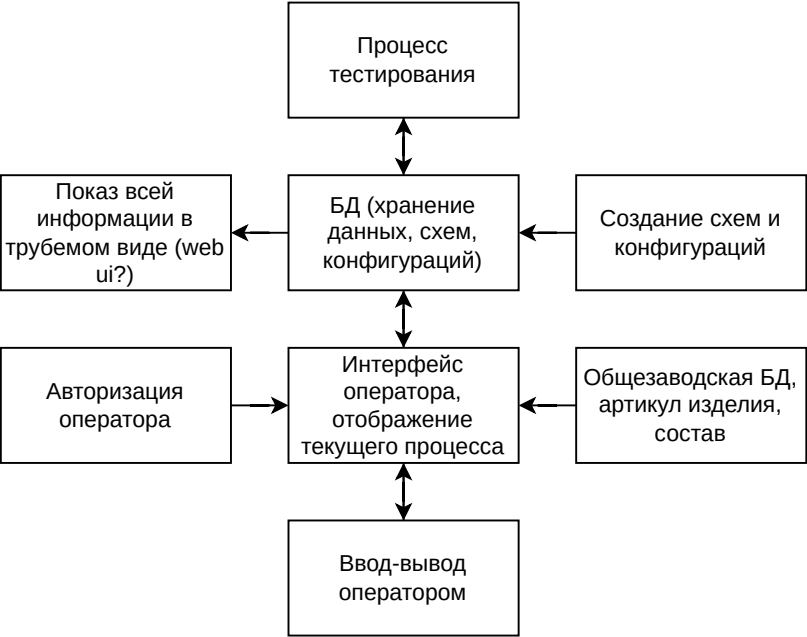 Процесс
тестирования
Показ всей
информации в
трубемом виде (web
ui?)
БД (хранение
данных, схем,
конфигураций)
Создание схем и
конфигураций
Авторизация
оператора
Интерфейс
оператора,
отображение
текущего процесса
Общезаводская БД,
артикул изделия,
состав
Ввод-вывод
оператором